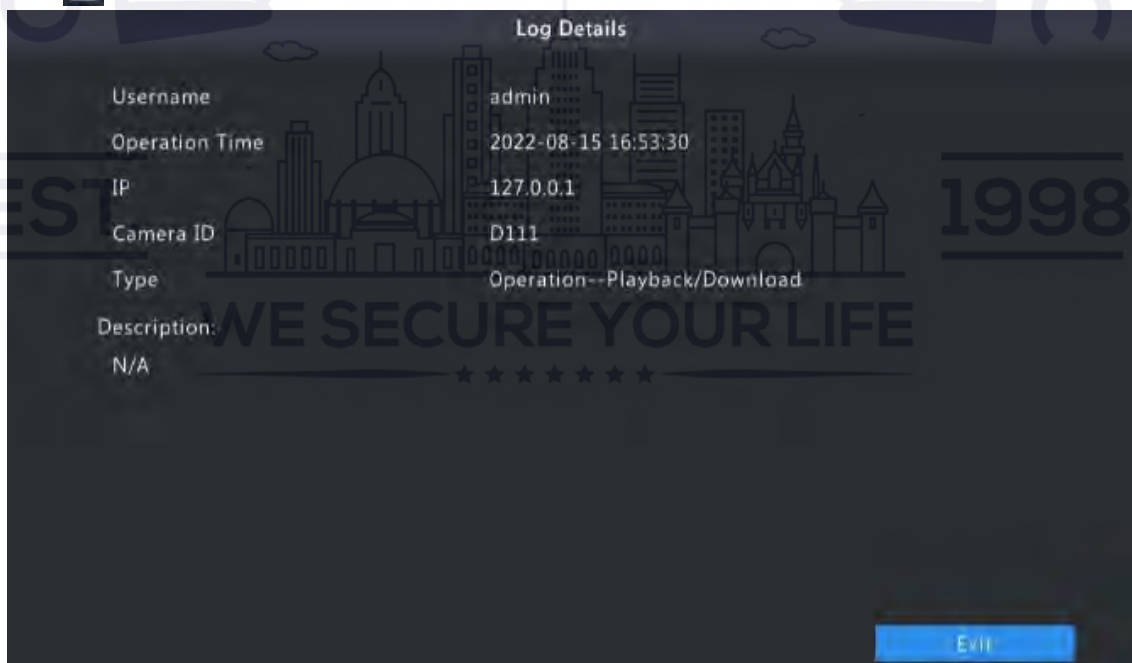 Log Details
Username admin
Operation Time 2022-08-15 16:53:30
IP 127.0.0.1
Camera ID D111
Type Operation--Playback/Download
Description:
N/A
Exit
EST
1998
WE SECURE YOUR LIFE